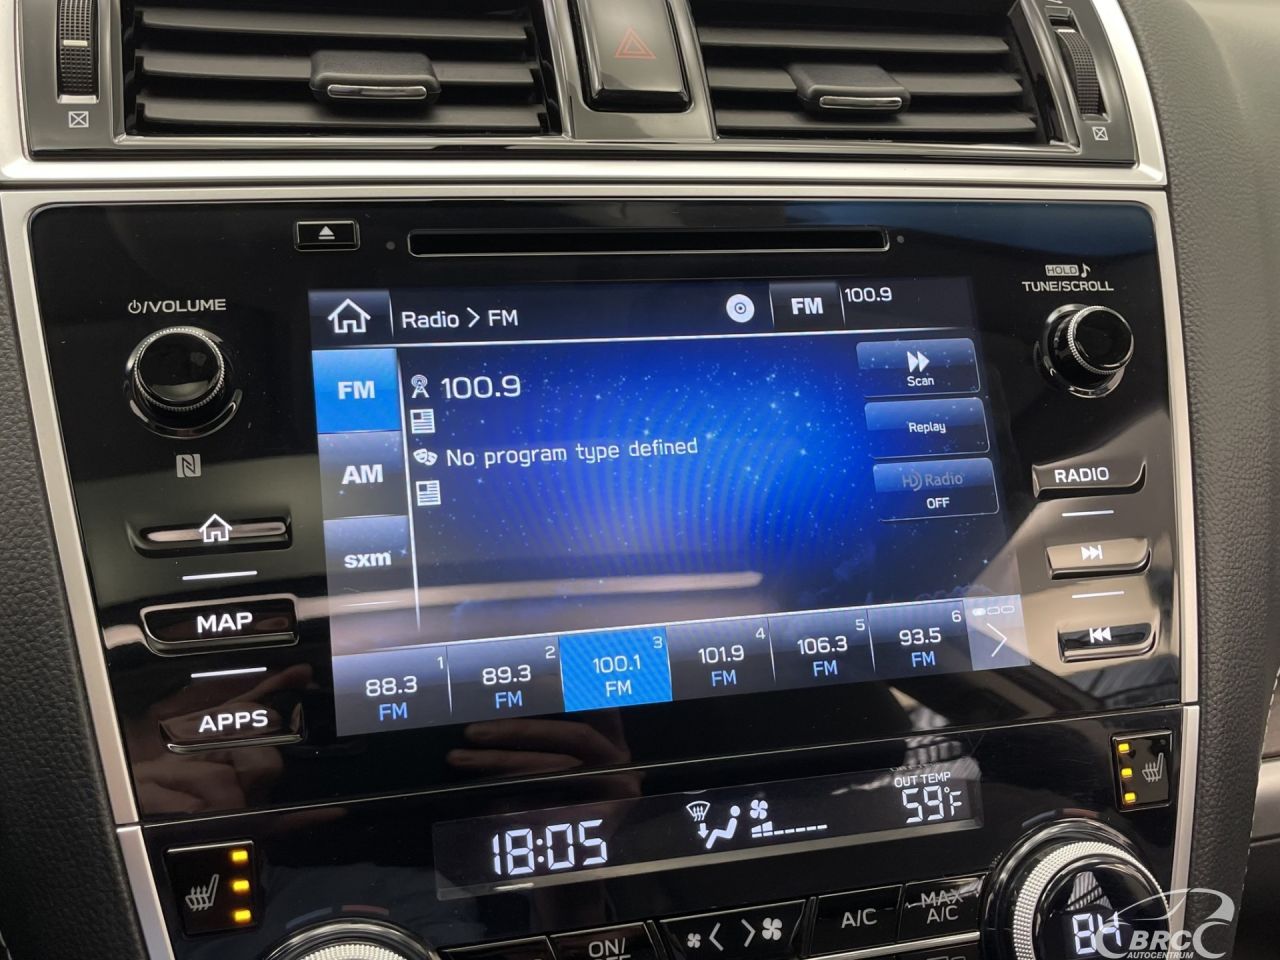 VOLUME
HOLD
TUNE/SCROLL
Radio > FM
FM
100.9
FM
100.9
Scan
AM
No program type defined
Replay
HD Radio
OFF
sxm
RADIO
MAP
APPS
1
88.3
FM
2
89.3
FM
3
100.1
FM
4
101.9
FM
5
106.3
FM
6
93.5
FM
18:05
OUT TEMP
59°F
ON/
A/C
MAX
A/C
84
BRC
AUTOCENTRUM